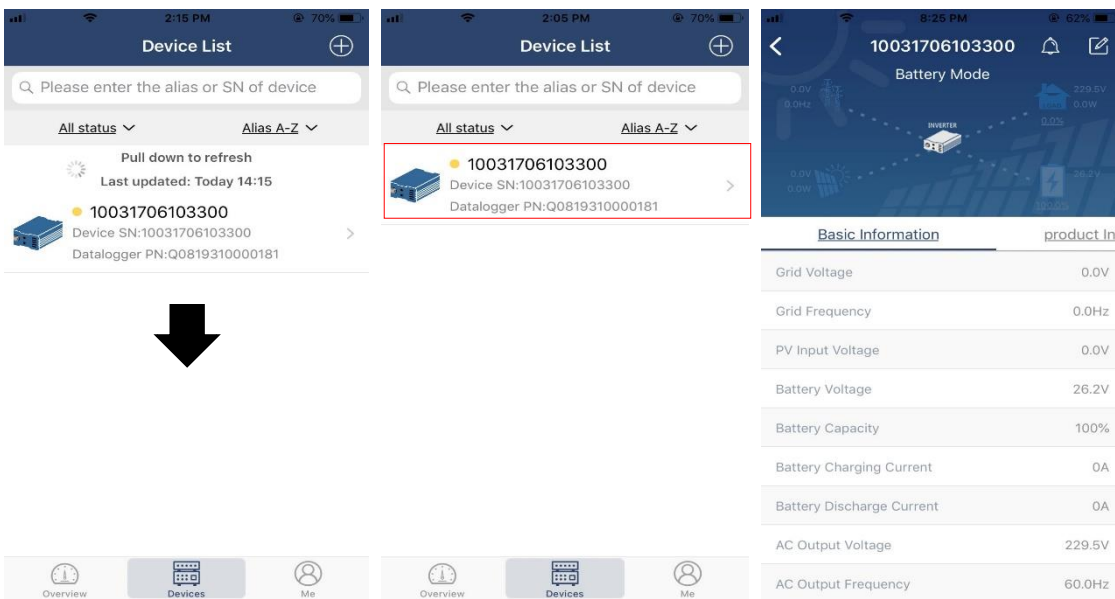 2:15 PM
70%
Device List
Please enter the alias or SN of device
All status
Alias A-Z
Pull down to refresh
Last updated: Today 14:15
10031706103300
Device SN:10031706103300
Datalogger PN:Q0819310000181
Overview
Devices
Me
2:05 PM
70%
Device List
Please enter the alias or SN of device
All status
Alias A-Z
10031706103300
Device SN:10031706103300
Datalogger PN:Q0819310000181
Overview
Devices
Me
8:25 PM
62%
10031706103300
Battery Mode
0.0V
0.0Hz
229.5V
0.0W
0.0%
INVERTER
0.0V
0.0W
26.2V
100.0%
Basic Information
product In
Grid Voltage 0.0V
Grid Frequency 0.0Hz
PV Input Voltage 0.0V
Battery Voltage 26.2V
Battery Capacity 100%
Battery Charging Current 0A
Battery Discharge Current 0A
AC Output Voltage 229.5V
AC Output Frequency 60.0Hz